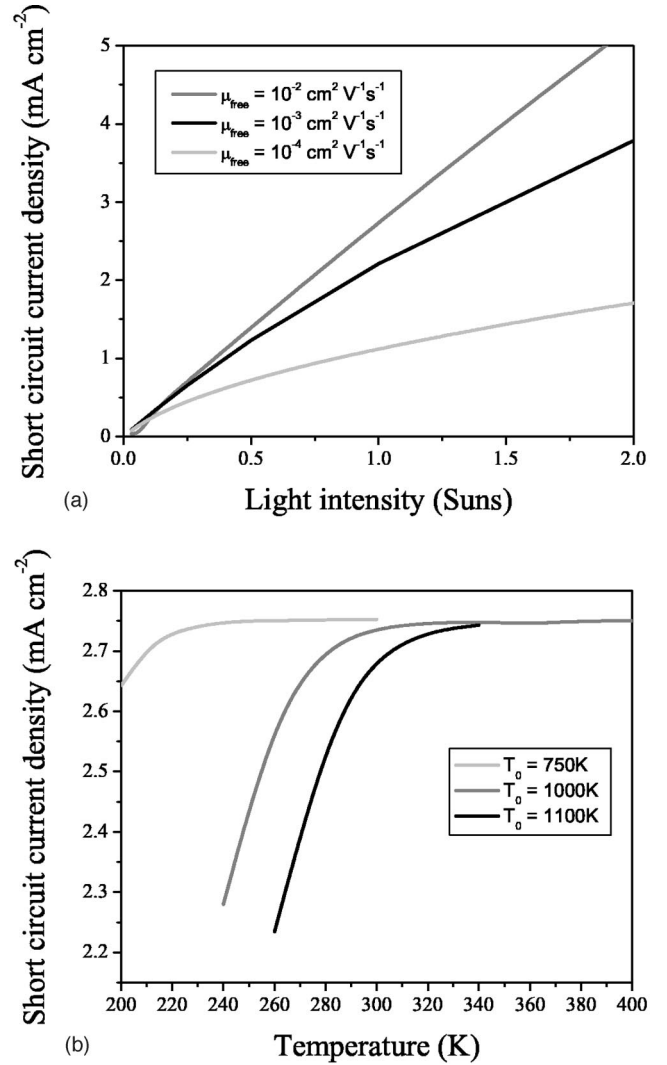 Short circuit current density (mA cm⁻²)
5
4
3
2
1
0
μfree = 10⁻² cm² V⁻¹s⁻¹
μfree = 10⁻³ cm² V⁻¹s⁻¹
μfree = 10⁻⁴ cm² V⁻¹s⁻¹
0.0 0.5 1.0 1.5 2.0
Light intensity (Suns)
(a)
Short circuit current density (mA cm⁻²)
2.8
2.7
2.6
2.5
2.4
2.3
2.2
T₀ = 750K
T₀ = 1000K
T₀ = 1100K
200 220 240 260 280 300 320 340 360 380 400
Temperature (K)
(b)